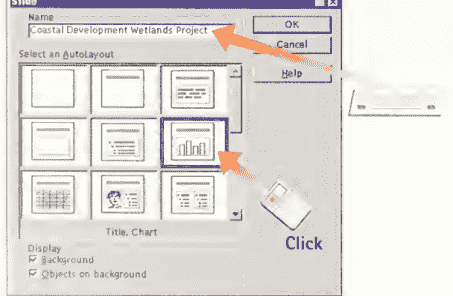 Slide
Name
Coastal Development Wetlands Project
OK
Cancel
Help
Select an AutoLayout
Title, Chart
Click
Display
Background
Objects on background